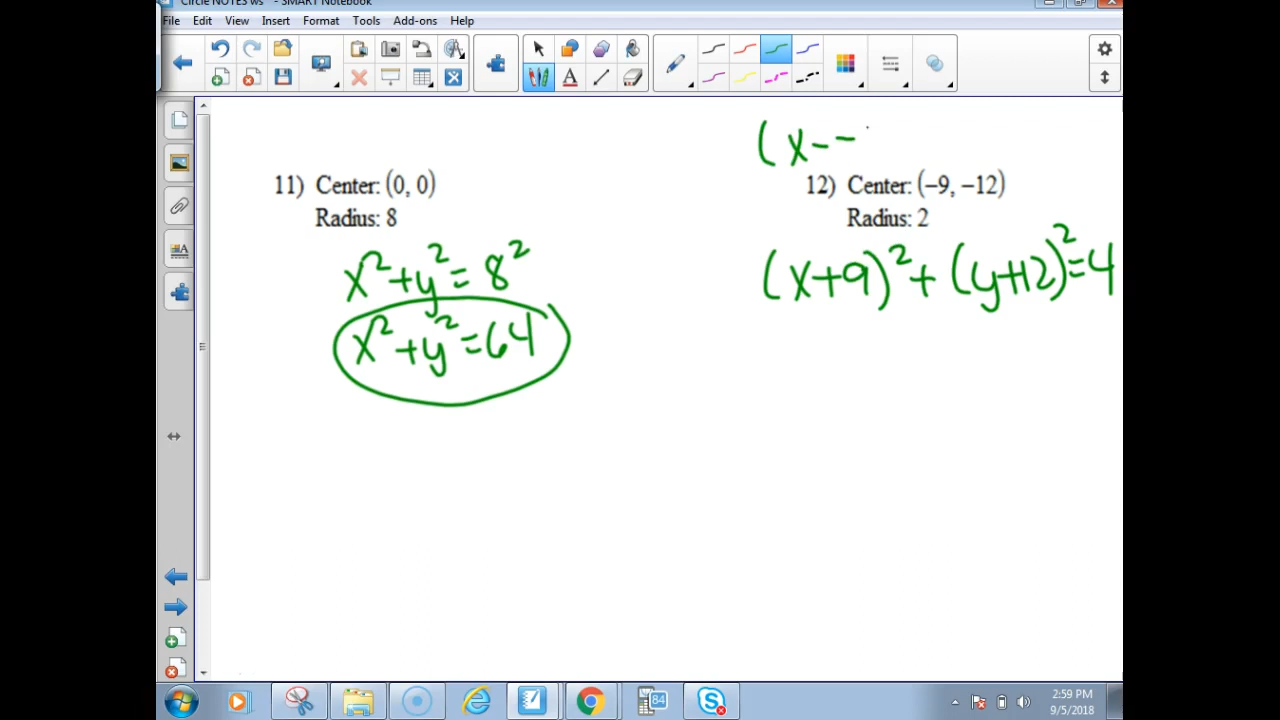 Circle NOTES ws * - SMART Notebook
File Edit View Insert Format Tools Add-ons Help
(x--
11) Center: (0, 0)
Radius: 8
x²+y²=8²
x²+y²=64
12) Center: (−9, −12)
Radius: 2
(x+9)²+(y+12)²=4
84
2:59 PM
9/5/2018